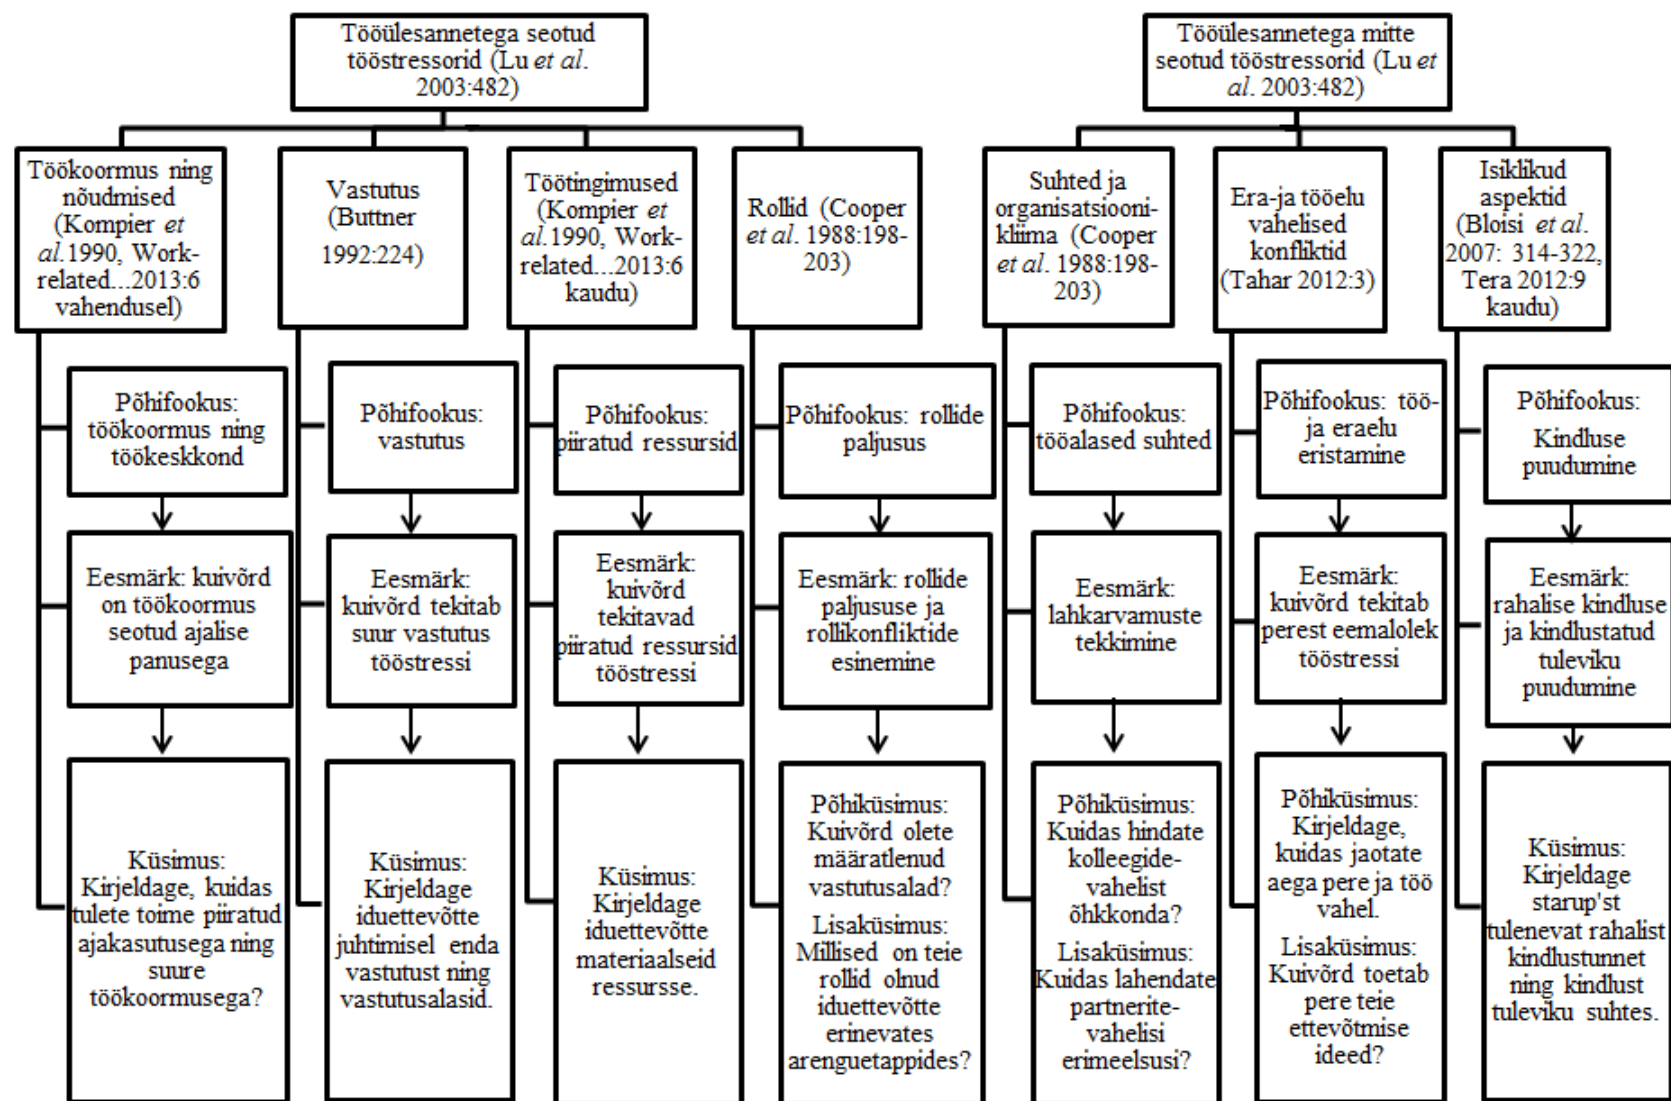 Tööülesannetega seotud
tööstressorid (Lu et al.
2003:482)
Tööülesannetega mitte
seotud tööstressorid (Lu et
al. 2003:482)
Töökoormus ning
nõudmised
(Kompier et
al.1990, Work-
related...2013:6
vahendusel)
Vastutus
(Buttner
1992:224)
Töötingimused
(Kompier et
al.1990, Work-
related...2013:6
kaudu)
Rollid (Cooper
et al. 1988:198-
203)
Suhted ja
organisatsiooni-
kliima (Cooper
et al. 1988:198-
203)
Era-ja tööelu
vahelised
konfliktid
(Tahar 2012:3)
Isiklikud
aspektid
(Bloisi et al.
2007: 314-322,
Tera 2012:9
kaudu)
Põhifookus:
töökoormus ning
töökeskkond
Põhifookus:
vastutus
Põhifookus:
piiratud ressursid
Põhifookus: rollide
paljusus
Põhifookus:
tööalased suhted
Põhifookus: töö-
ja eraelu
eristamine
Põhifookus:
Kindluse
puudumine
Eesmärk: kuivõrd
on töökoormus
seotud ajalise
panusega
Eesmärk:
kuivõrd tekitab
suur vastutus
tööstressi
Eesmärk:
kuivõrd
tekitavad
piiratud ressursid
tööstressi
Eesmärk: rollide
paljususe ja
rollikonfliktide
esinemine
Eesmärk:
lahkarvamuste
tekkimine
Eesmärk:
kuivõrd tekitab
perest eemalolek
tööstressi
Eesmärk:
rahalise kindluse
ja kindlustatud
tuleviku
puudumine
Küsimus:
Kirjeldage, kuidas
tulete toime piiratud
ajakasutusega ning
suure
töökoormusega?
Küsimus:
Kirjeldage
iduettevõtte
juhtimisel enda
vastutust ning
vastutusalasid.
Küsimus:
Kirjeldage
iduettevõtte
materiaalseid
ressursse.
Põhiküsimus:
Kuivõrd olete
määratlenud
vastutusalad?
Lisaküsimus:
Millised on teie
rollid olnud
iduettevõtte
erinevates
arenguetappides?
Põhiküsimus:
Kuidas hindate
kolleegide-
vahelist
õhkkonda?
Lisaküsimus:
Kuidas lahendate
partnerite-
vahelisi
erimeelsusi?
Põhiküsimus:
Kirjeldage,
kuidas jaotate
aega pere ja töö
vahel.
Lisaküsimus:
Kuivõrd toetab
pere teie
ettevõtmise
ideed?
Küsimus:
Kirjeldage
starup'st
tulenevat rahalist
kindlustunnet
ning kindlust
tuleviku suhtes.